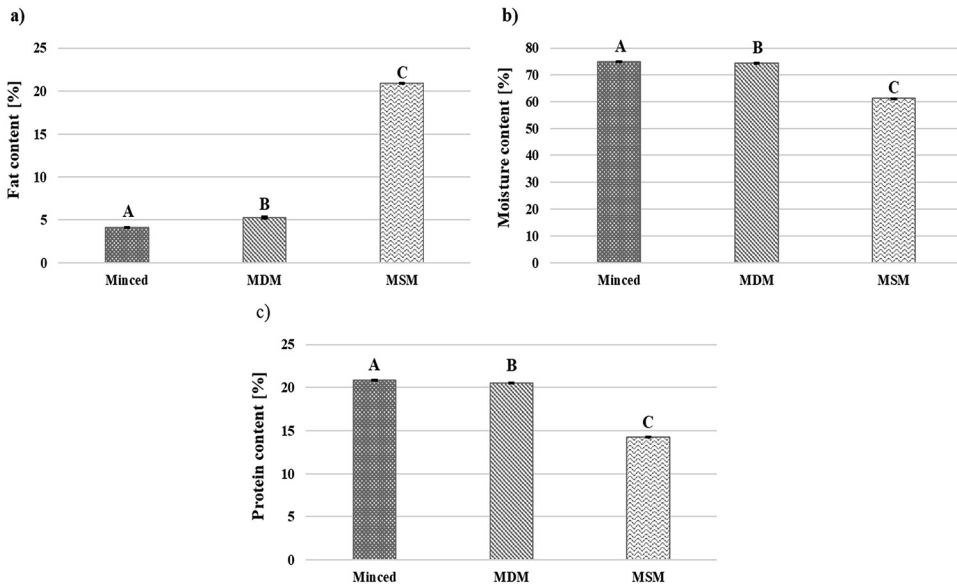 a)
Fat content [%]
25
20
15
10
5
0
A
B
C
Minced MDM MSM
b)
Moisture content [%]
80
70
60
50
40
30
20
10
0
A
B
C
Minced MDM MSM
c)
Protein content [%]
25
20
15
10
5
0
A
B
C
Minced MDM MSM